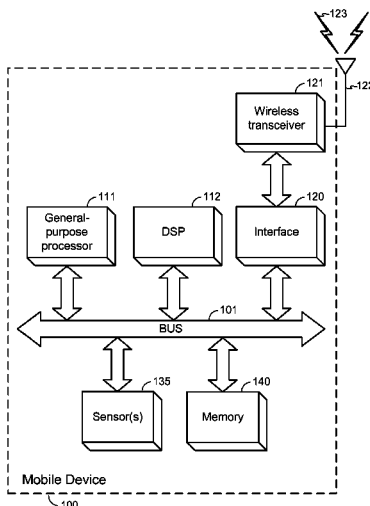 123
121
122
Wireless
transceiver
111
112
120
General-
purpose
processor
DSP
Interface
101
BUS
135
140
Sensor(s)
Memory
Mobile Device
100